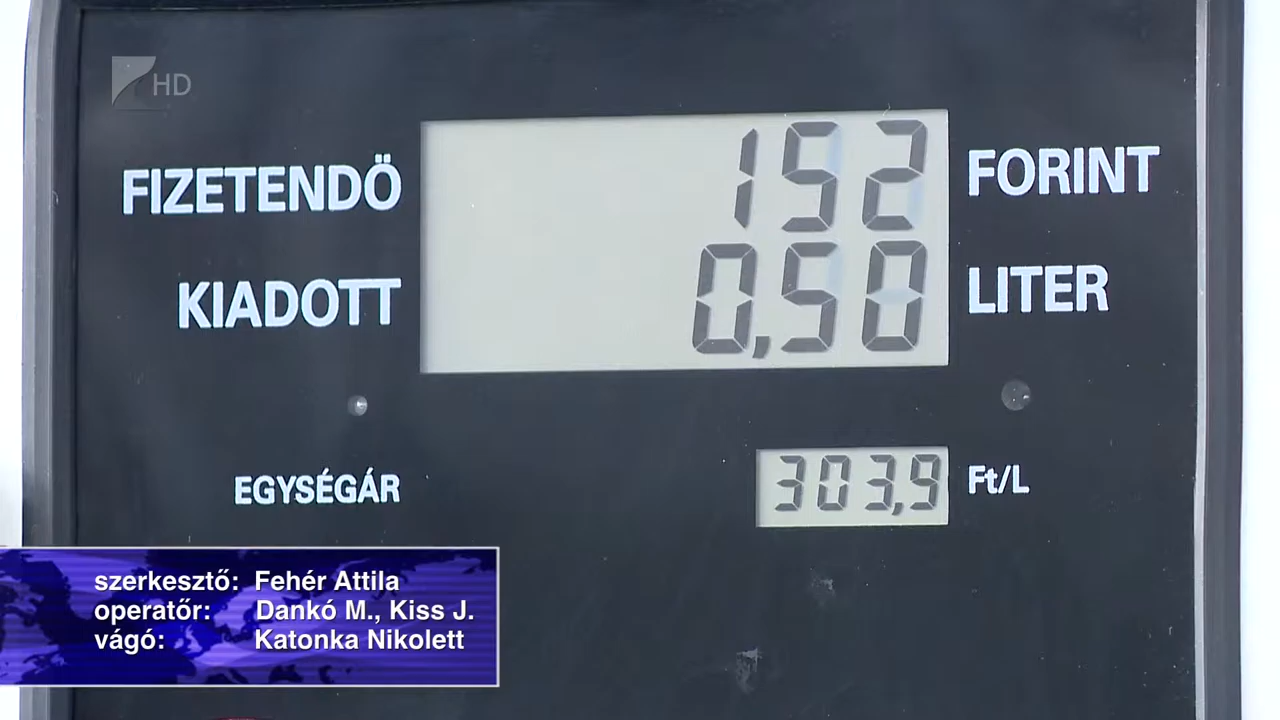 HD
FIZETENDÖ 152 FORINT
KIADOTT 0,50 LITER
EGYSÉGÁR 303,9 Ft/L
szerkesztő: Fehér Attila
operatőr: Dankó M., Kiss J.
vágó: Katonka Nikolett